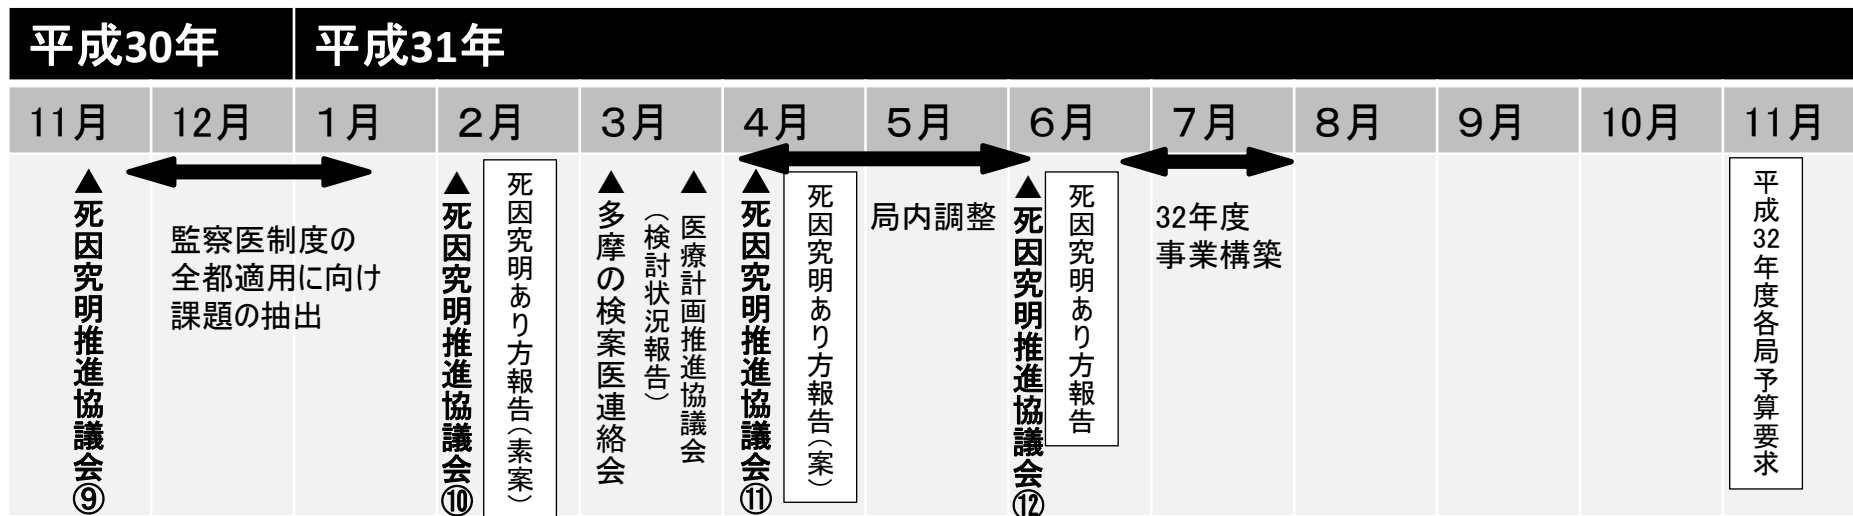 平成30年
平成31年
11月
12月
1月
2月
3月
4月
5月
6月
7月
8月
9月
10月
11月
▲死因究明推進協議会⑨
監察医制度の
全都適用に向け
課題の抽出
▲死因究明推進協議会⑩
死因究明あり方報告(素案)
▲多摩の検案医連絡会
▲医療計画推進協議会
(検討状況報告)
▲死因究明推進協議会⑪
死因究明あり方報告(案)
局内調整
▲死因究明推進協議会⑫
死因究明あり方報告
32年度
事業構築
平成32年度各局予算要求